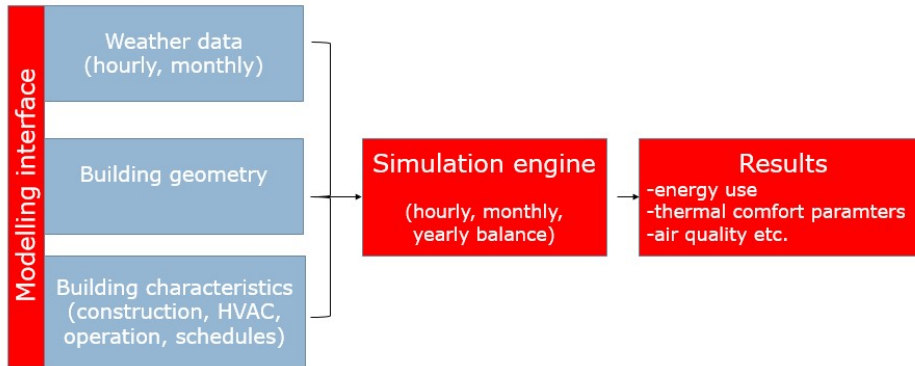 Modelling interface
Weather data
(hourly, monthly)
Building geometry
Building characteristics
(construction, HVAC,
operation, schedules)
Simulation engine
(hourly, monthly,
yearly balance)
Results
-energy use
-thermal comfort paramters
-air quality etc.